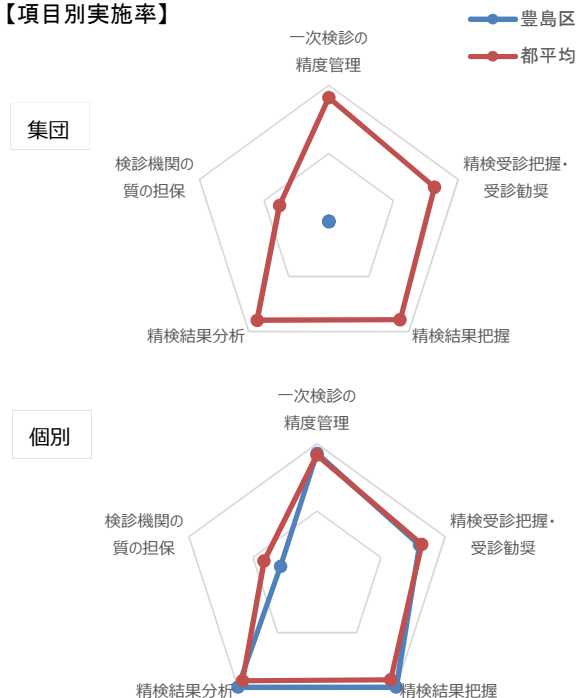 【項目別実施率】
豊島区
都平均
集団
一次検診の
精度管理
精検受診把握・
受診勧奨
精検結果把握
精検結果分析
検診機関の
質の担保
個別
一次検診の
精度管理
精検受診把握・
受診勧奨
精検結果把握
精検結果分析
検診機関の
質の担保